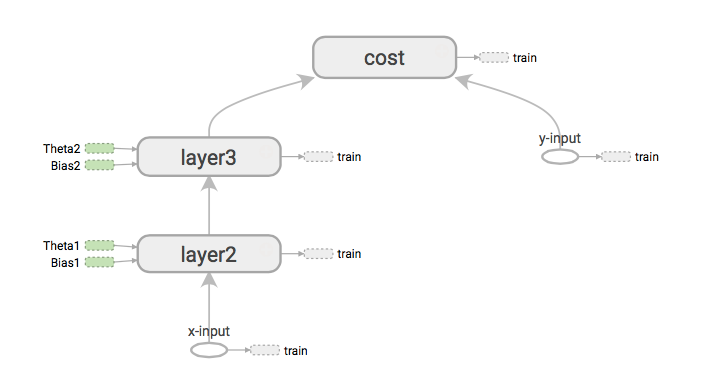 cost
train
Theta2
Bias2
layer3
train
y-input
train
Theta1
Bias1
layer2
train
x-input
train